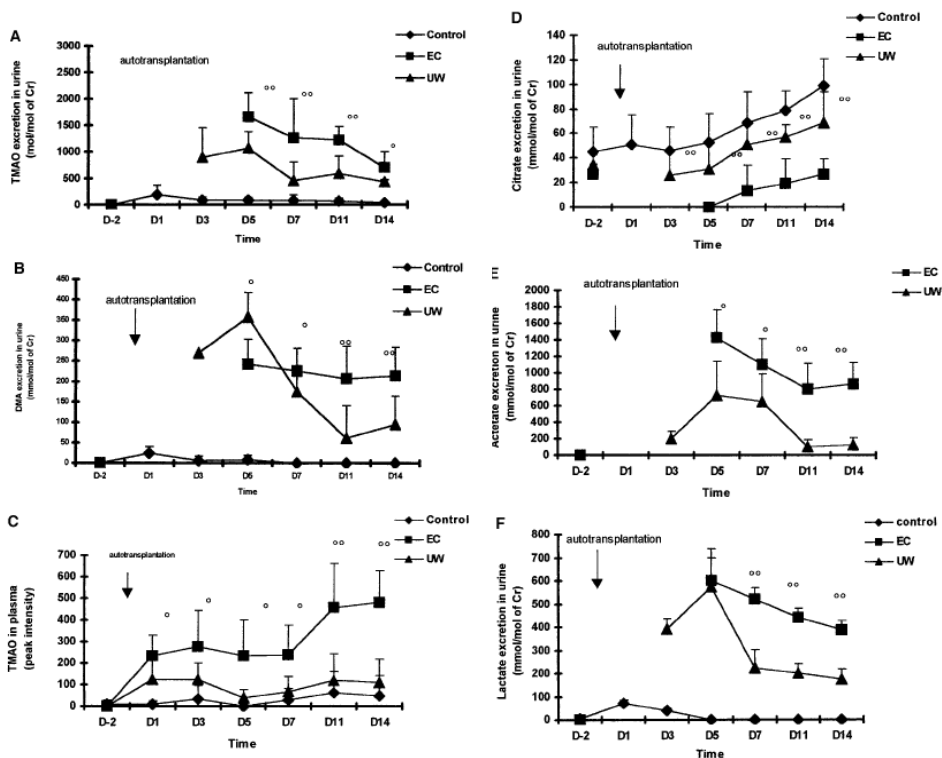 A
autotransplantation
Control
EC
UW
TMAO excretion in urine
(mol/mol of Cr)
3000
2500
2000
1500
1000
500
0
°° °° °° °
D-2 D1 D3 D5 D7 D11 D14
Time
B
autotransplantation
Control
EC
UW
DMA excretion in urine
(mmol/mol of Cr)
400
350
300
250
200
150
100
50
0
° ° °° °°
D-2 D1 D3 D11 D14
Time
C
autotransplantation
Control
EC
UW
TMAO in plasma
(peak intensity)
700
600
500
400
300
200
100
0
° ° ° ° °° °°
D-2 D1 D3 D5 D7 D11 D14
Time
D
autotransplantation
Control
EC
UW
Citrate excretion in urine
(mmol/mol of Cr)
140
120
100
80
60
40
20
0
°° °° °° °° °°
D-2 D1 D3 D5 D7 D11 D14
Time
E
autotransplantation
EC
UW
Actetate excretion in urine
(mmol/mol of Cr)
2000
1800
1600
1400
1200
1000
800
600
400
200
0
° ° °° °°
D-2 D1 D3 D5 D7 D11 D14
Time
F
autotransplantation
control
EC
UW
Lactate excretion in urine
(mmol/mol of Cr)
800
700
600
500
400
300
200
100
0
°° °° °°
D-2 D1 D3 D5 D7 D11 D14
Time